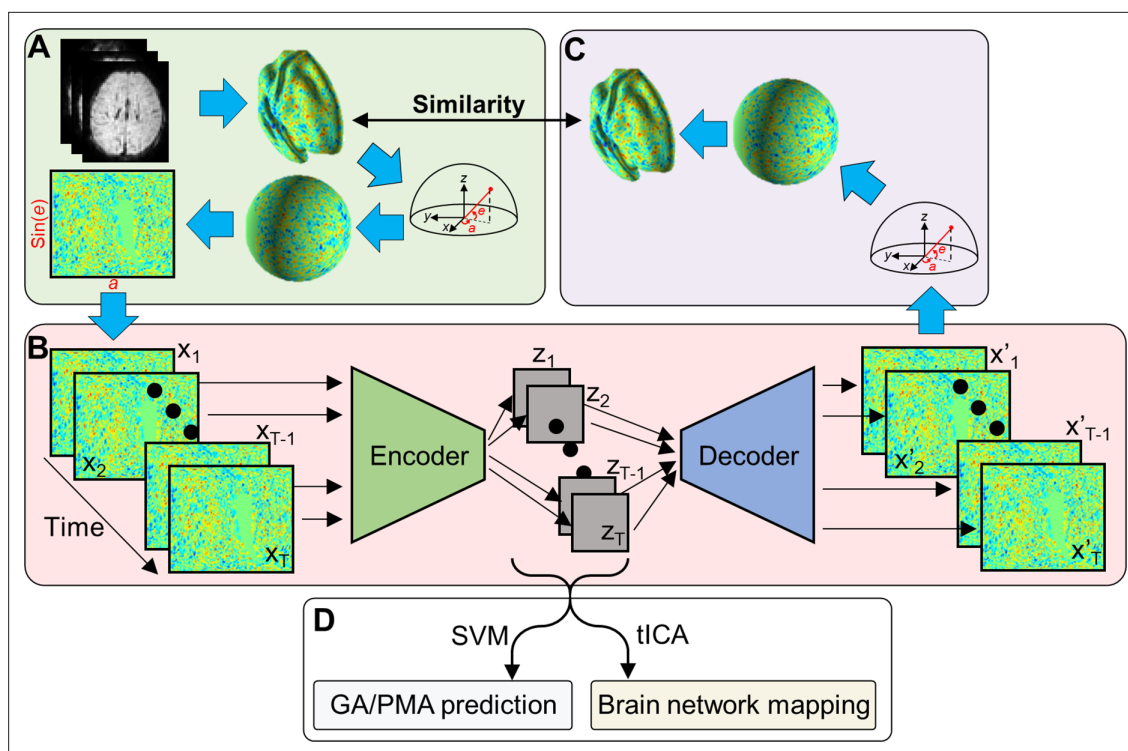 A
C
Similarity
z
e
y
a
x
Sin(e)
a
z
e
y
a
x
B
x₁
x₂
xT-1
xT
Time
Encoder
z₁
z₂
zT-1
zT
Decoder
x'₁
x'₂
x'T-1
x'T
D
SVM
tICA
GA/PMA prediction
Brain network mapping